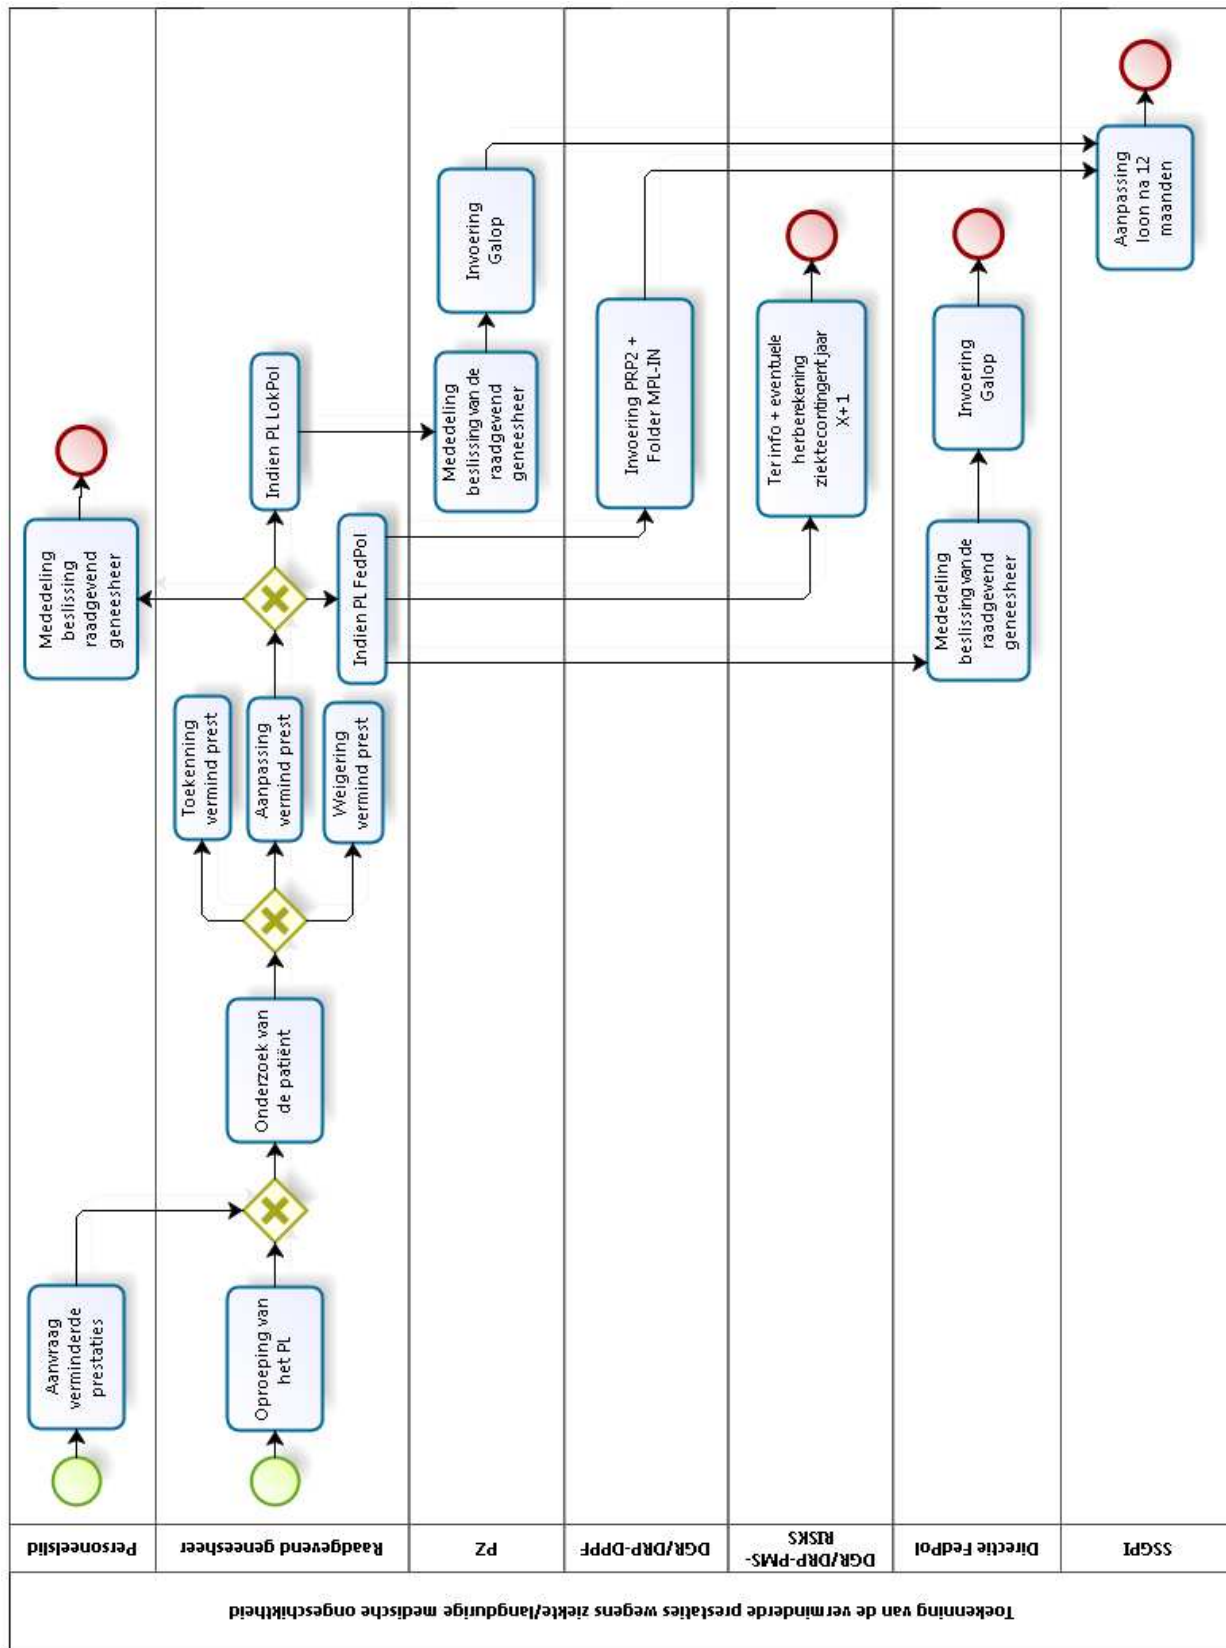 Toekenning van de verminderde prestaties wegens ziekte/langdurige medische ongeschiktheid
Personeelslid
Aanvraag
verminderde
prestaties
Mededeling
beslissing
raadgevend
geneesheer
Raadgevend geneesheer
Oproeping van
het PL
Onderzoek van
de patiënt
Toekenning
vermind prest
Aanpassing
vermind prest
Weigering
vermind prest
Indien PL LokPol
Indien PL FedPol
PZ
Mededeling
beslissing van de
raadgevend
geneesheer
Invoering
Galop
DGR/DRP-DPPF
Invoering PRP2 +
Folder MPL-IN
DGR/DRP-PMS-
RISKS
Ter info + eventuele
herberekening
ziektecontingent jaar
X+1
Directie FedPol
Mededeling
beslissing van de
raadgevend
geneesheer
Invoering
Galop
SSGPI
Aanpassing
loon na 12
maanden